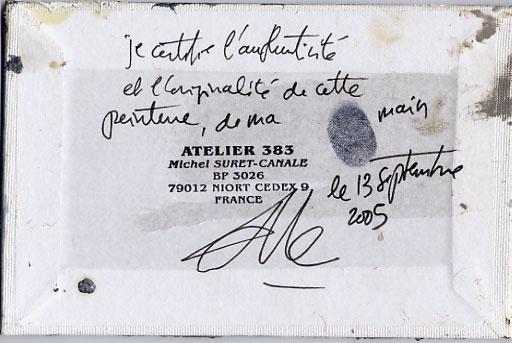 je certifie l'authenticité
et l'originalité de cette
peinture, de ma main
ATELIER 383
Michel SURET-CANALE
BP 3026
79012 NIORT CEDEX 9
FRANCE
le 13 Septembre
2005